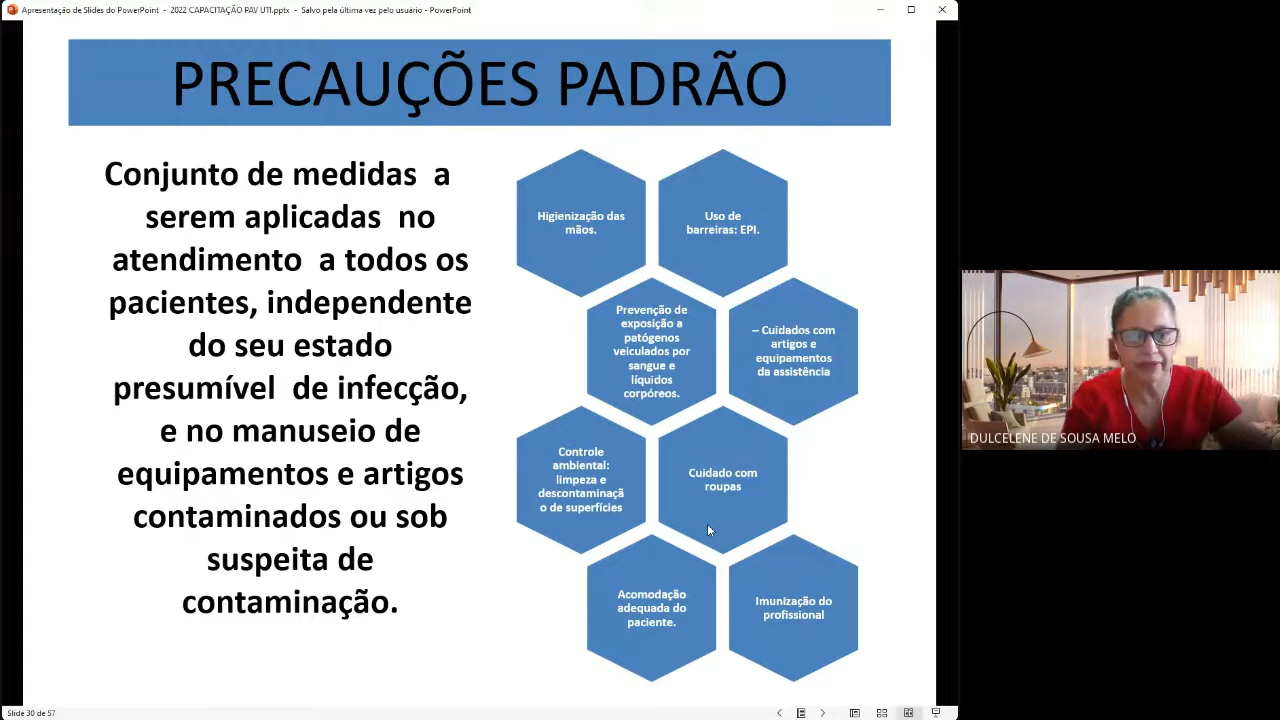 Apresentação de Slides do PowerPoint - 2022 CAPACITAÇÃO PAV UTI.pptx - Salvo pela última vez pelo usuário - PowerPoint
PRECAUÇÕES PADRÃO
Conjunto de medidas a
serem aplicadas no
atendimento a todos os
pacientes, independente
do seu estado
presumível de infecção,
e no manuseio de
equipamentos e artigos
contaminados ou sob
suspeita de
contaminação.
Higienização das
mãos.
Uso de
barreiras: EPI.
Prevenção de
exposição a
patógenos
veiculados por
sangue e
líquidos
corpóreos.
– Cuidados com
artigos e
equipamentos
da assistência
Controle
ambiental:
limpeza e
descontaminaçã
o de superfícies
Cuidado com
roupas
Acomodação
adequada do
paciente.
Imunização do
profissional
DULCELENE DE SOUSA MELO
Slide 30 de 57